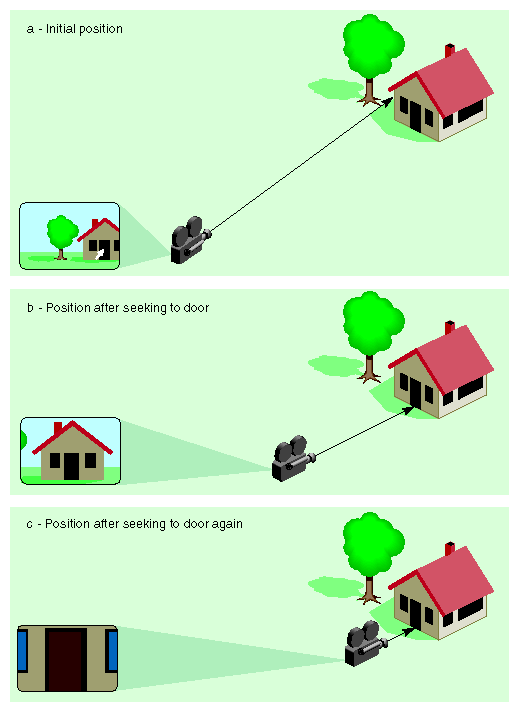 a - Initial position
b - Position after seeking to door
c - Position after seeking to door again